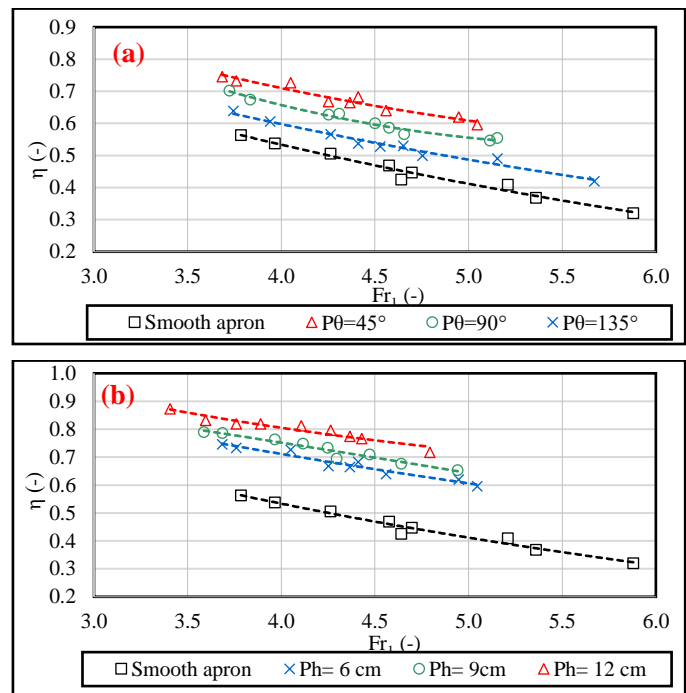 (a)
η (-)
0.9
0.8
0.7
0.6
0.5
0.4
0.3
0.2
3.0 3.5 4.0 4.5 5.0 5.5 6.0
Fr₁ (-)
Smooth apron Pθ=45° Pθ=90° Pθ=135°
(b)
η (-)
1.0
0.9
0.8
0.7
0.6
0.5
0.4
0.3
0.2
3.0 3.5 4.0 4.5 5.0 5.5 6.0
Fr₁ (-)
Smooth apron Ph= 6 cm Ph= 9cm Ph= 12 cm